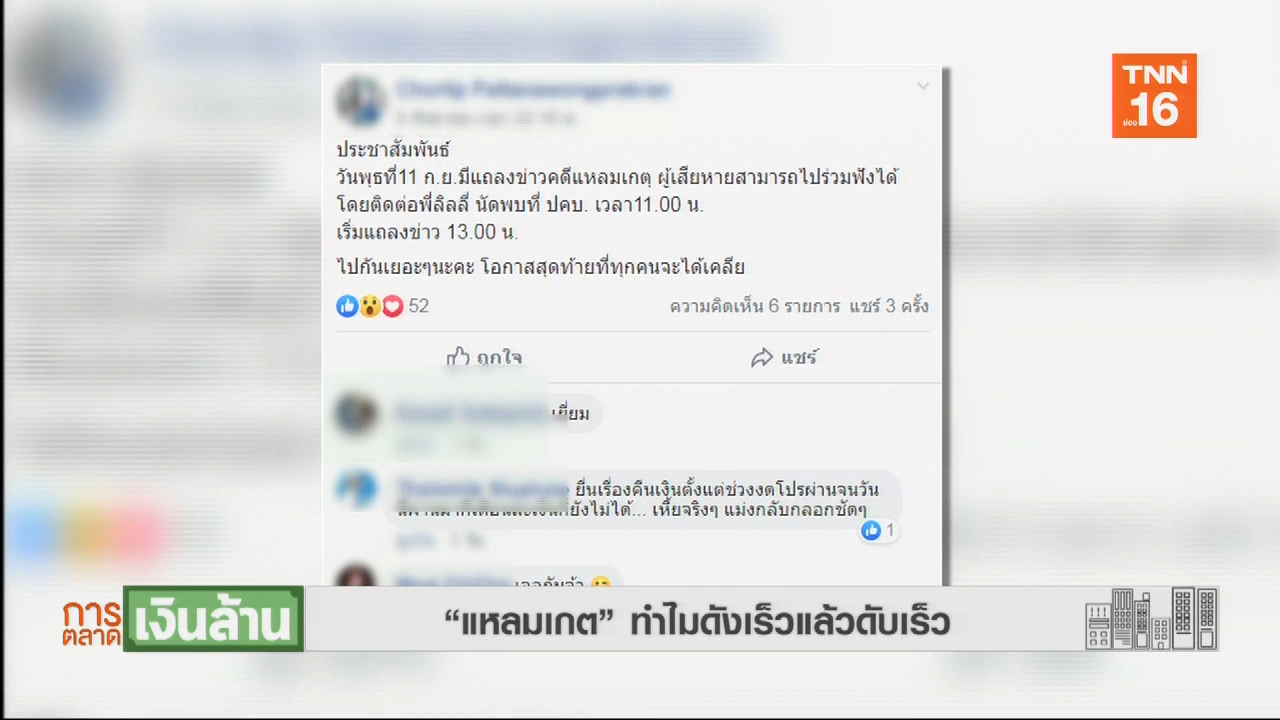 TNN
ช่อง 16
ประชาสัมพันธ์
วันพุธที่11 ก.ย.มีแถลงข่าวคดีแหลมเกตุ ผู้เสียหายสามารถไปร่วมฟังได้
โดยติดต่อพี่ลิลลี่ นัดพบที่ ปคบ. เวลา11.00 น.
เริ่มแถลงข่าว 13.00 น.
ไปกันเยอะๆนะคะ โอกาสสุดท้ายที่ทุกคนจะได้เคลีย
52 ความคิดเห็น 6 รายการ แชร์ 3 ครั้ง
ถูกใจ แชร์
เยี่ยม
ยื่นเรื่องคืนเงินตั้งแต่ช่วงงดโปรผ่านจนวัน
เหี้ยจริงๆ แม่งกลับกลอกชัดๆ
1
การตลาด
เงินล้าน
“แหลมเกต” ทำไมดังเร็วแล้วดับเร็ว